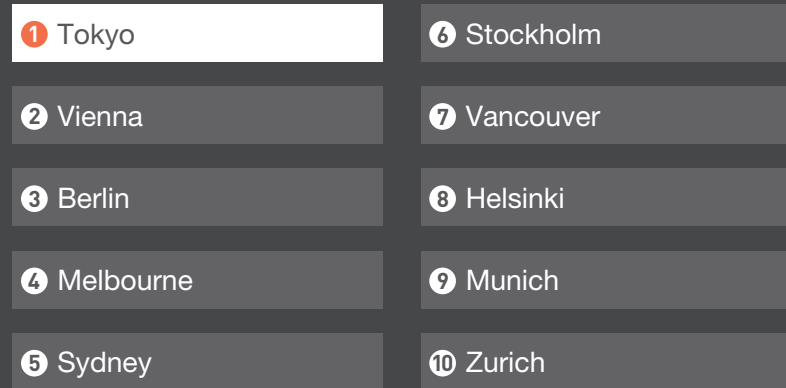 1 Tokyo
2 Vienna
3 Berlin
4 Melbourne
5 Sydney
6 Stockholm
7 Vancouver
8 Helsinki
9 Munich
10 Zurich